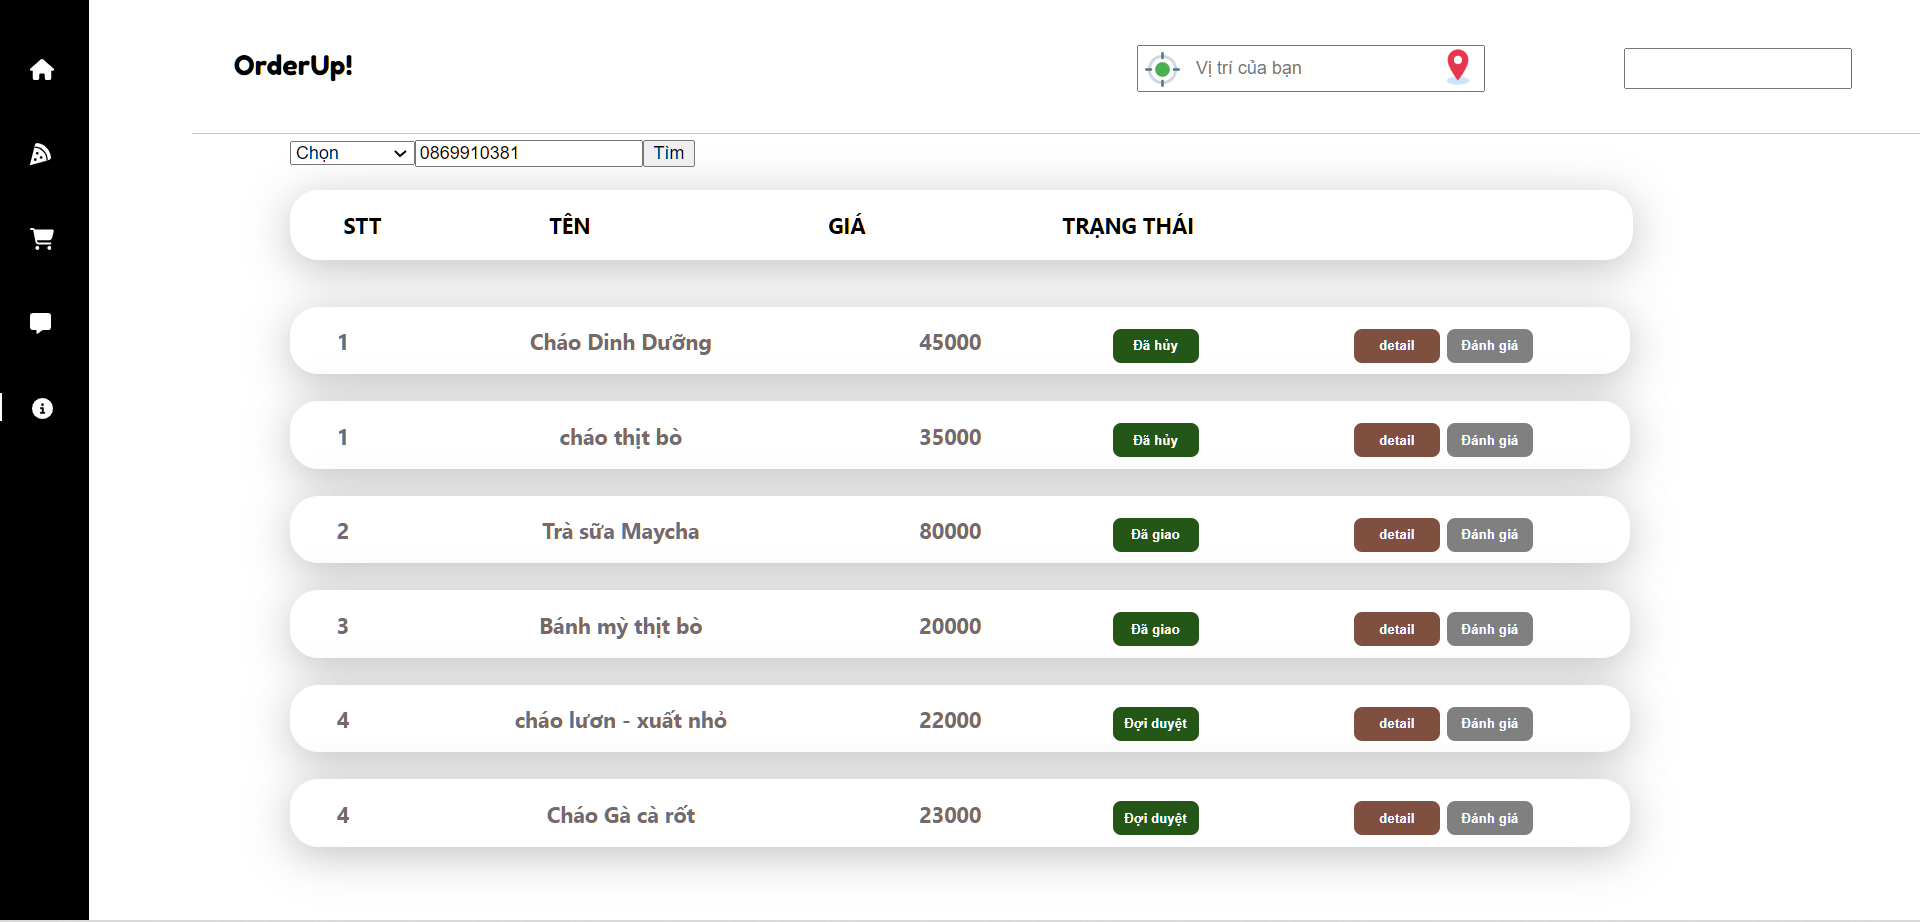 OrderUp!
Vị trí của bạn
Chọn 0869910381 Tìm
STT TÊN GIÁ TRẠNG THÁI
1 Cháo Dinh Dưỡng 45000 Đã hủy detail Đánh giá
1 cháo thịt bò 35000 Đã hủy detail Đánh giá
2 Trà sữa Maycha 80000 Đã giao detail Đánh giá
3 Bánh mỳ thịt bò 20000 Đã giao detail Đánh giá
4 cháo lươn - xuất nhỏ 22000 Đợi duyệt detail Đánh giá
4 Cháo Gà cà rốt 23000 Đợi duyệt detail Đánh giá